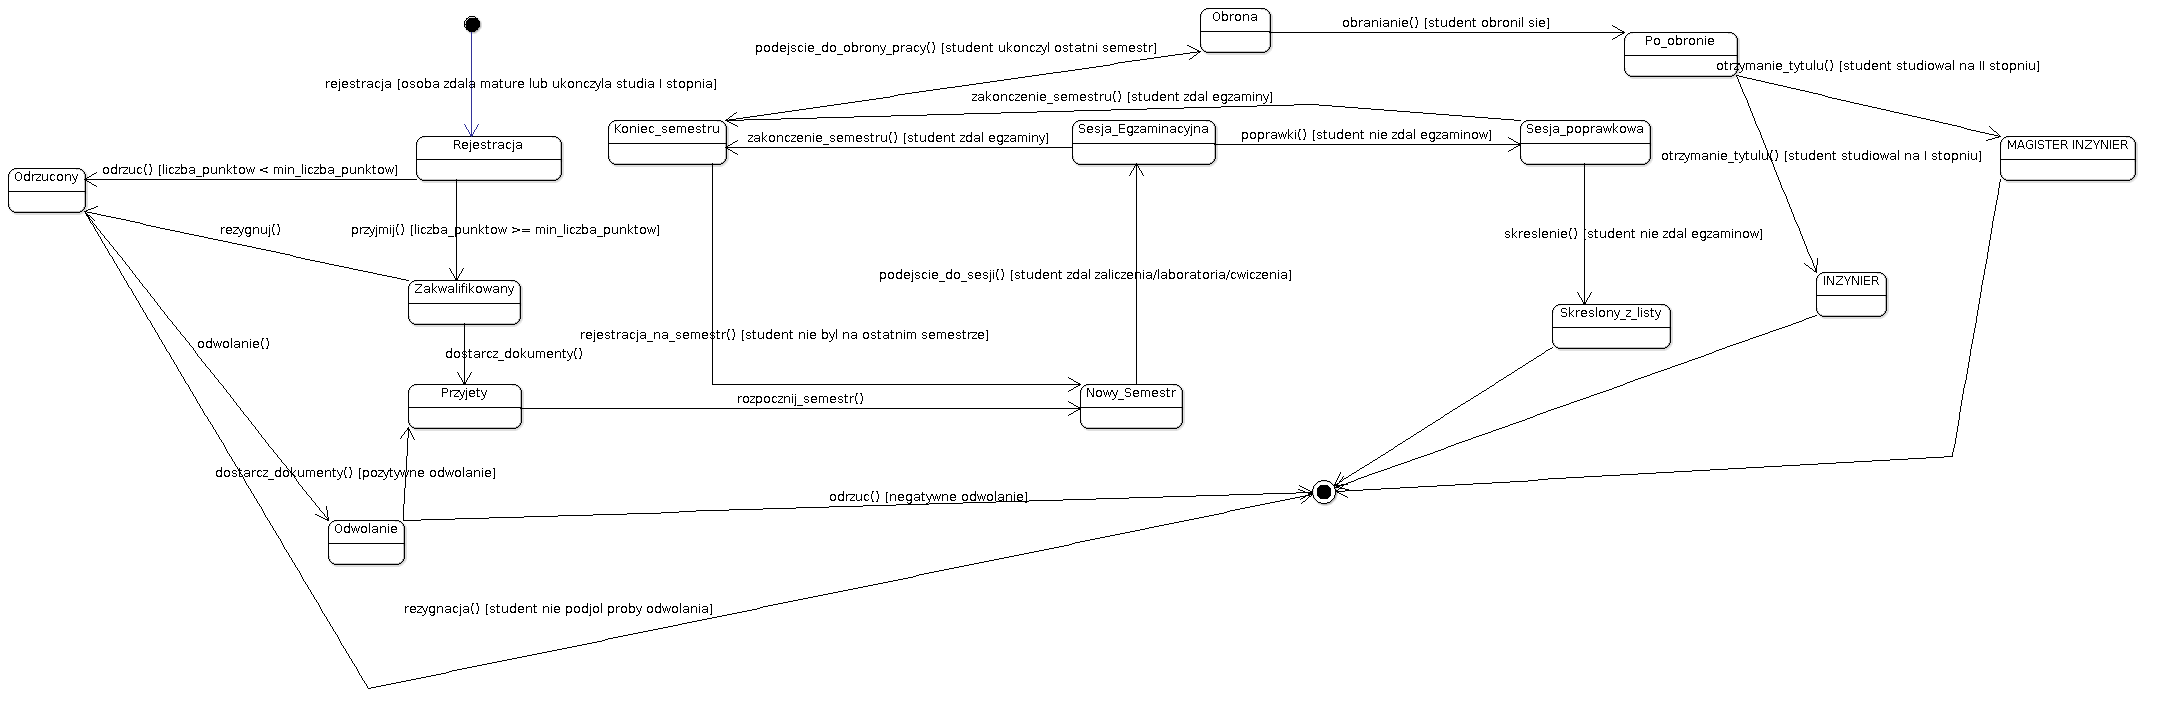 Obrona
obranianie() [student obronil sie]
Po_obronie
podejscie_do_obrony_pracy() [student ukonczyl ostatni semestr]
otrzymanie_tytulu() [student studiowal na II stopniu]
rejestracja [osoba zdala mature lub ukonczyla studia I stopnia]
zakonczenie_semestru() [student zdal egzaminy]
Koniec_semestru
zakonczenie_semestru() [student zdal egzaminy]
Sesja_Egzaminacyjna
poprawki() [student nie zdal egzaminow]
Sesja_poprawkowa
Rejestracja
MAGISTER INZYNIER
otrzymanie_tytulu() [student studiowal na I stopniu]
Odrzucony
odrzuc() [liczba_punktow < min_liczba_punktow]
rezygnuj()
przyjmij() [liczba_punktow >= min_liczba_punktow]
skreslenie() [student nie zdal egzaminow]
podejscie_do_sesji() [student zdal zaliczenia/laboratoria/cwiczenia]
Zakwalifikowany
INZYNIER
Skreslony_z_listy
rejestracja_na_semestr() [student nie byl na ostatnim semestrze]
odwolanie()
dostarcz_dokumenty()
Przyjety
rozpocznij_semestr()
Nowy_Semestr
dostarcz_dokumenty() [pozytywne odwolanie]
odrzuc() [negatywne odwolanie]
Odwolanie
rezygnacja() [student nie podjol proby odwolania]